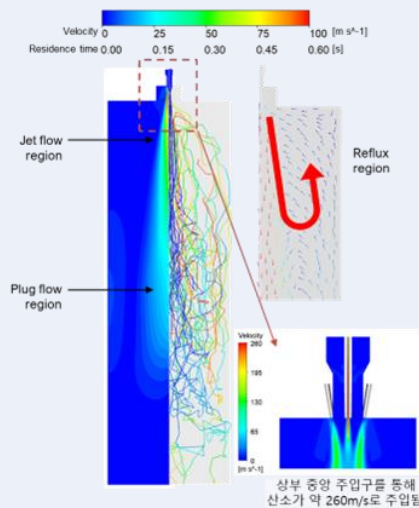 Velocity 0 25 50 75 100 [m s^-1]
Residence time 0.00 0.15 0.30 0.45 0.60 [s]
Jet flow
region
Reflux
region
Plug flow
region
Velocity
260
195
130
65
0
[m s^-1]
상부 중앙 주입구를 통해
산소가 약 260m/s로 주입됨